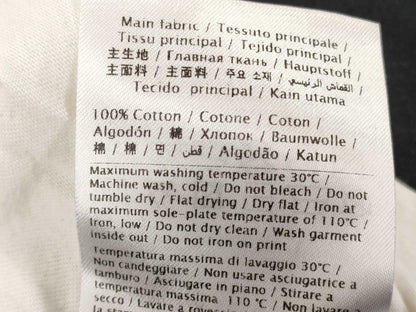 Main fabric / Tessuto principale /
Tissu principal / Tejido principal /
主生地 / Главная ткань / Hauptstoff /
主面料 / 主面料 / 주요 소재 / القماش الرئيسي /
Tecido principal / Kain utama
100% Cotton / Cotone / Coton /
Algodón / 綿 / Хлопок / Baumwolle /
棉 / 棉 / 면 / قطن / Algodão / Katun
Maximum washing temperature 30°C /
Machine wash, cold / Do not bleach / Do not
tumble dry / Flat drying / Dry flat / Iron at
maximum sole-plate temperature of 110°C /
Iron, low / Do not dry clean / Wash garment
inside out / Do not iron on print
Temperatura massima di lavaggio 30°C /
Non candeggiare / Non usare asciugatrice a
tamburo / Asciugare in piano / Stirare a
temperatura massima 110 °C / Non lavare a
secco / Lavare a
la